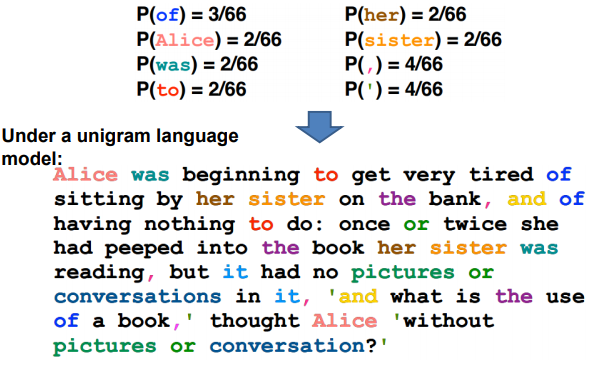 P(of) = 3/66 P(her) = 2/66
P(Alice) = 2/66 P(sister) = 2/66
P(was) = 2/66 P(,) = 4/66
P(to) = 2/66 P(') = 4/66
Under a unigram language
model:
Alice was beginning to get very tired of
sitting by her sister on the bank, and of
having nothing to do: once or twice she
had peeped into the book her sister was
reading, but it had no pictures or
conversations in it, 'and what is the use
of a book,' thought Alice 'without
pictures or conversation?'